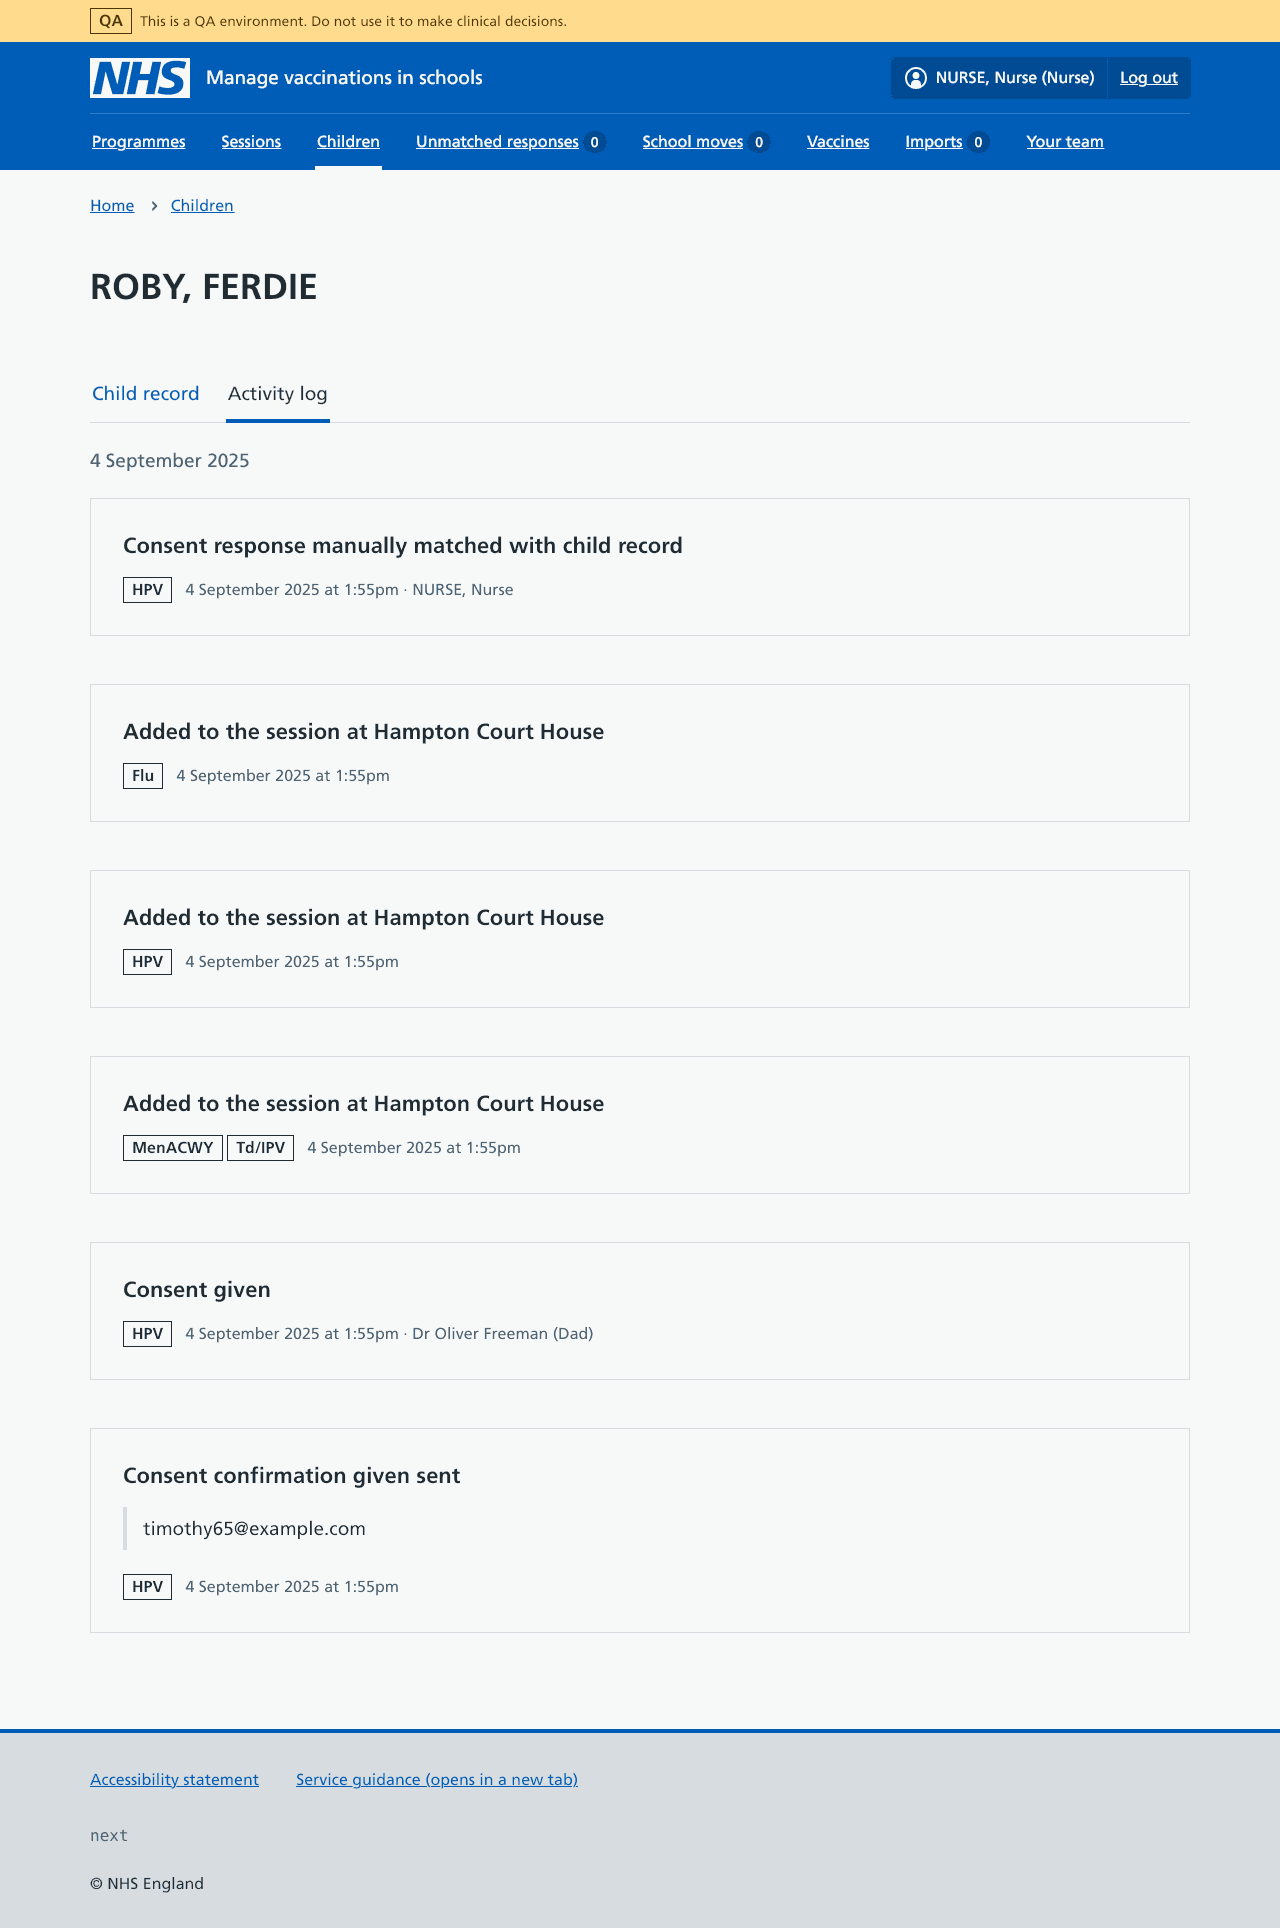 QA This is a QA environment. Do not use it to make clinical decisions.
NHS Manage vaccinations in schools NURSE, Nurse (Nurse) Log out
Programmes Sessions Children Unmatched responses 0 School moves 0 Vaccines Imports 0 Your team
Home Children
ROBY, FERDIE
Child record Activity log
4 September 2025
Consent response manually matched with child record
HPV 4 September 2025 at 1:55pm · NURSE, Nurse
Added to the session at Hampton Court House
Flu 4 September 2025 at 1:55pm
Added to the session at Hampton Court House
HPV 4 September 2025 at 1:55pm
Added to the session at Hampton Court House
MenACWY Td/IPV 4 September 2025 at 1:55pm
Consent given
HPV 4 September 2025 at 1:55pm · Dr Oliver Freeman (Dad)
Consent confirmation given sent
timothy65@example.com
HPV 4 September 2025 at 1:55pm
Accessibility statement Service guidance (opens in a new tab)
next
© NHS England